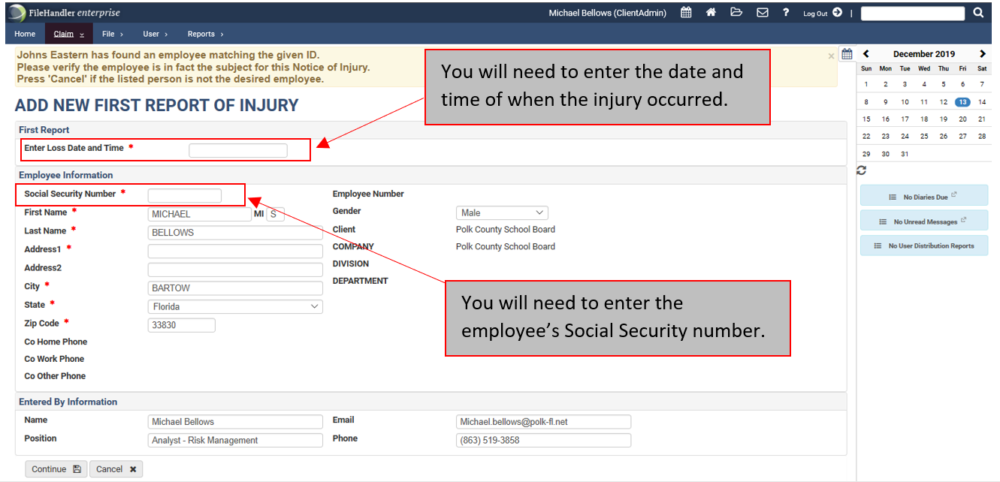 FileHandler enterprise
Michael Bellows (ClientAdmin) ? Log Out |
Home Claim File User Reports
Johns Eastern has found an employee matching the given ID.
Please verify the employee is in fact the subject for this Notice of Injury.
Press 'Cancel' if the listed person is not the desired employee.
×
You will need to enter the date and
time of when the injury occurred.
ADD NEW FIRST REPORT OF INJURY
First Report
Enter Loss Date and Time *
Employee Information
Social Security Number *
First Name * MICHAEL MI S
Last Name * BELLOWS
Address1 *
Address2
City * BARTOW
State * Florida
Zip Code * 33830
Co Home Phone
Co Work Phone
Co Other Phone
Employee Number
Gender Male
Client Polk County School Board
COMPANY Polk County School Board
DIVISION
DEPARTMENT
You will need to enter the
employee’s Social Security number.
Entered By Information
Name Michael Bellows Email Michael.bellows@polk-fl.net
Position Analyst - Risk Management Phone (863) 519-3858
Continue Cancel
December 2019
Sun Mon Tue Wed Thu Fri Sat
1 2 3 4 5 6 7
8 9 10 11 12 13 14
15 16 17 18 19 20 21
22 23 24 25 26 27 28
29 30 31
No Diaries Due
No Unread Messages
No User Distribution Reports